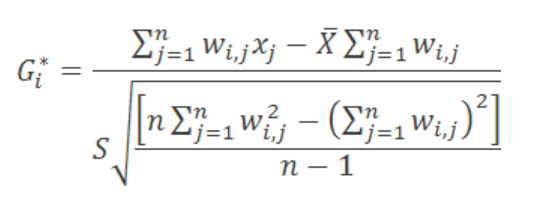 G_i^* = \frac{\sum_{j=1}^{n} w_{i,j} x_j - \bar{X} \sum_{j=1}^{n} w_{i,j}}{S \sqrt{\frac{\left[ n \sum_{j=1}^{n} w_{i,j}^2 - \left( \sum_{j=1}^{n} w_{i,j} \right)^2 \right]}{n - 1}}}